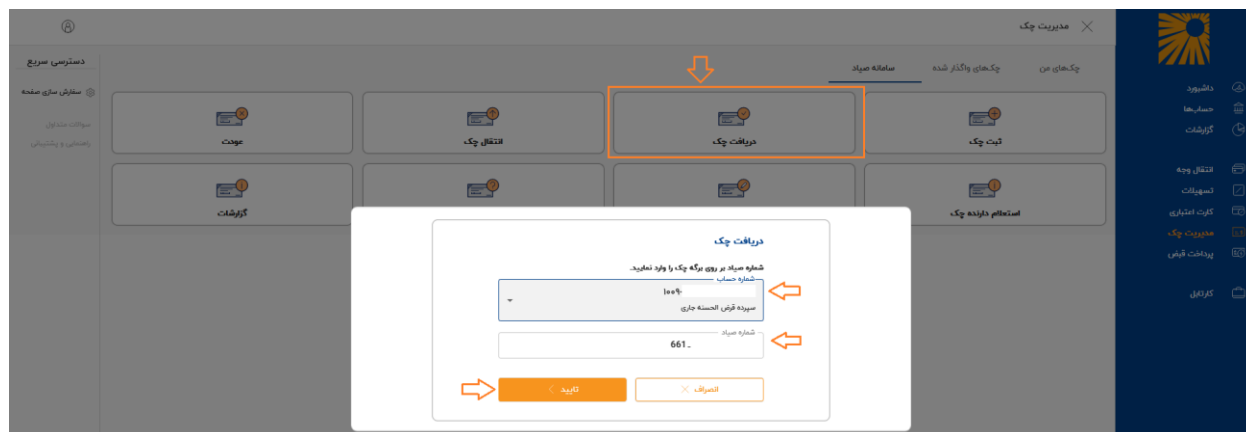 مدیریت چک
چک‌های من
چک‌های واگذار شده
سامانه صیاد
ثبت چک
دریافت چک
انتقال چک
عودت
استعلام دارنده چک
گزارشات
دریافت چک
شماره صیاد بر روی برگه چک را وارد نمایید.
شماره حساب
۱۰۰۹-
سپرده قرض الحسنه جاری
شماره صیاد
661..
انصراف
تایید
داشبورد
حساب‌ها
گزارشات
انتقال وجه
تسهیلات
کارت اعتباری
مدیریت چک
پرداخت قبض
کارتابل
دسترسی سریع
سفارش سازی صفحه
سوالات متداول
راهنمایی و پشتیبانی